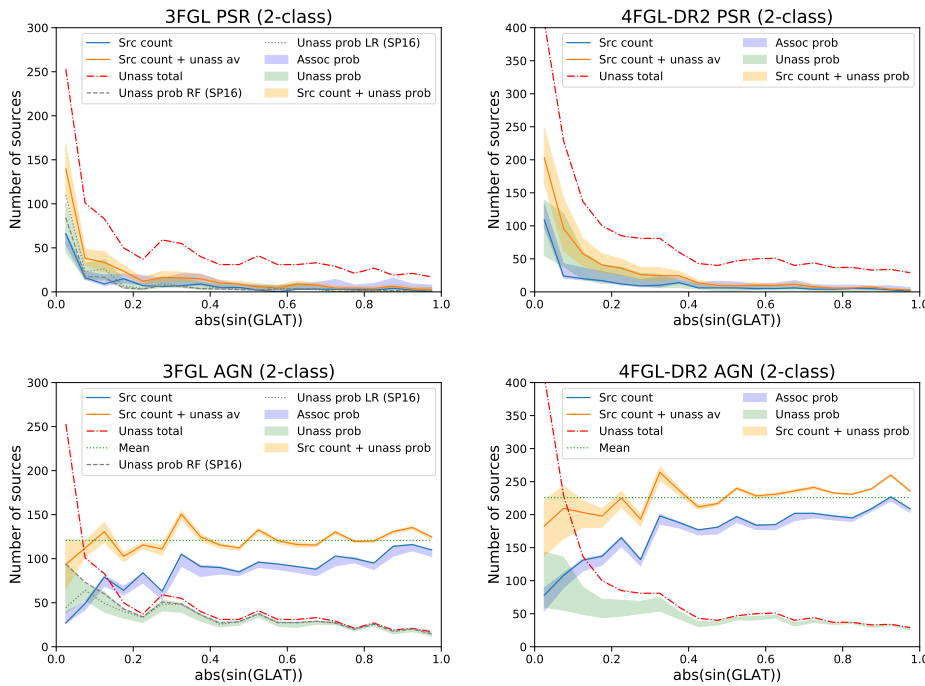 3FGL PSR (2-class)
Number of sources
300
250
200
150
100
50
0
Src count
Src count + unass av
Unass total
Unass prob RF (SP16)
Unass prob LR (SP16)
Assoc prob
Unass prob
Src count + unass prob
0.0 0.2 0.4 0.6 0.8 1.0
abs(sin(GLAT))
4FGL-DR2 PSR (2-class)
Number of sources
400
350
300
250
200
150
100
50
0
Src count
Src count + unass av
Unass total
Assoc prob
Unass prob
Src count + unass prob
0.0 0.2 0.4 0.6 0.8 1.0
abs(sin(GLAT))
3FGL AGN (2-class)
Number of sources
300
250
200
150
100
50
0
Src count
Src count + unass av
Unass total
Mean
Unass prob RF (SP16)
Unass prob LR (SP16)
Assoc prob
Unass prob
Src count + unass prob
0.0 0.2 0.4 0.6 0.8 1.0
abs(sin(GLAT))
4FGL-DR2 AGN (2-class)
Number of sources
400
350
300
250
200
150
100
50
0
Src count
Src count + unass av
Unass total
Mean
Assoc prob
Unass prob
Src count + unass prob
0.0 0.2 0.4 0.6 0.8 1.0
abs(sin(GLAT))